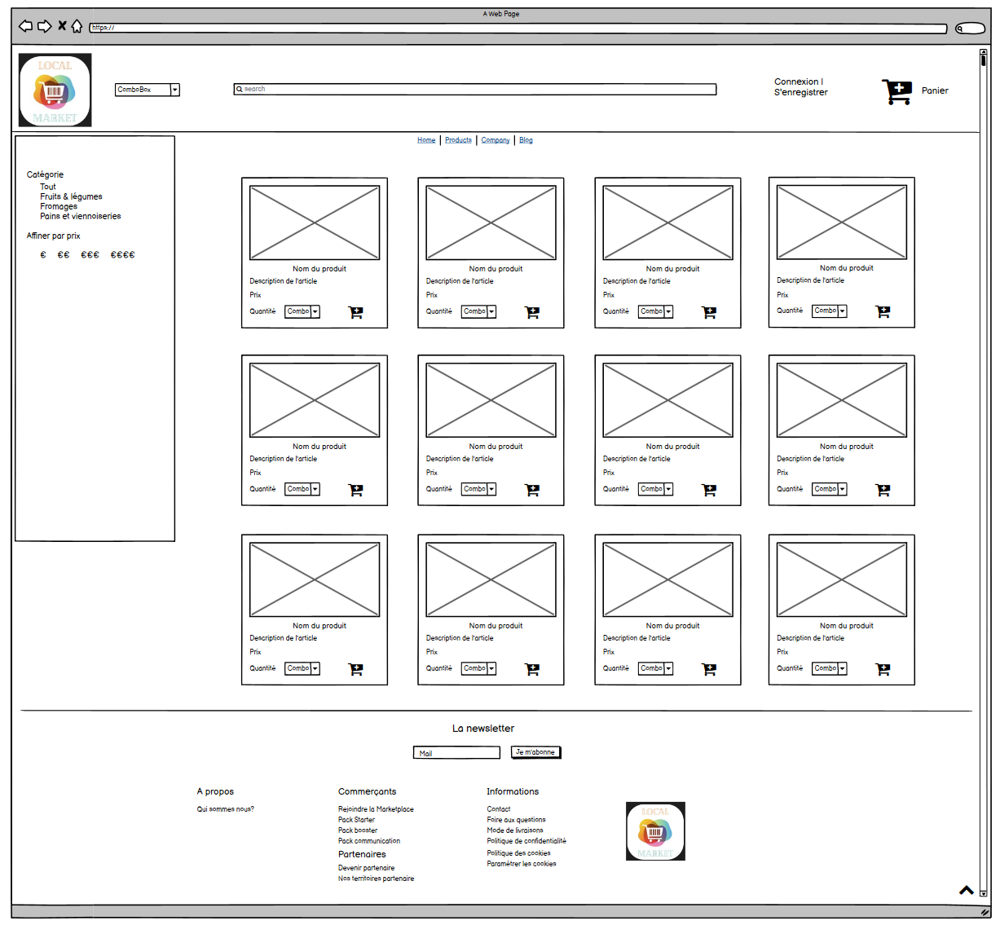 A Web Page
https://
LOCAL
MARKET
ComboBox
search
Connexion |
S'enregistrer
Panier
Home | Products | Company | Blog
Catégorie
Tout
Fruits & légumes
Fromages
Pains et viennoiseries
Affiner par prix
€ €€ €€€ €€€€
Nom du produit Nom du produit Nom du produit Nom du produit
Description de l'article Description de l'article Description de l'article Description de l'article
Prix Prix Prix Prix
Quantité Combo Quantité Combo Quantité Combo Quantité Combo
Nom du produit Nom du produit Nom du produit Nom du produit
Description de l'article Description de l'article Description de l'article Description de l'article
Prix Prix Prix Prix
Quantité Combo Quantité Combo Quantité Combo Quantité Combo
Nom du produit Nom du produit Nom du produit Nom du produit
Description de l'article Description de l'article Description de l'article Description de l'article
Prix Prix Prix Prix
Quantité Combo Quantité Combo Quantité Combo Quantité Combo
La newsletter
Mail
Je m'abonne
A propos
Qui sommes nous?
Commerçants
Rejoindre la Marketplace
Pack Starter
Pack booster
Pack communication
Partenaires
Devenir partenaire
Nos territoires partenaire
Informations
Contact
Foire aux questions
Mode de livraisons
Politique de confidentialité
Politique des cookies
Paramétrer les cookies
LOCAL
MARKET